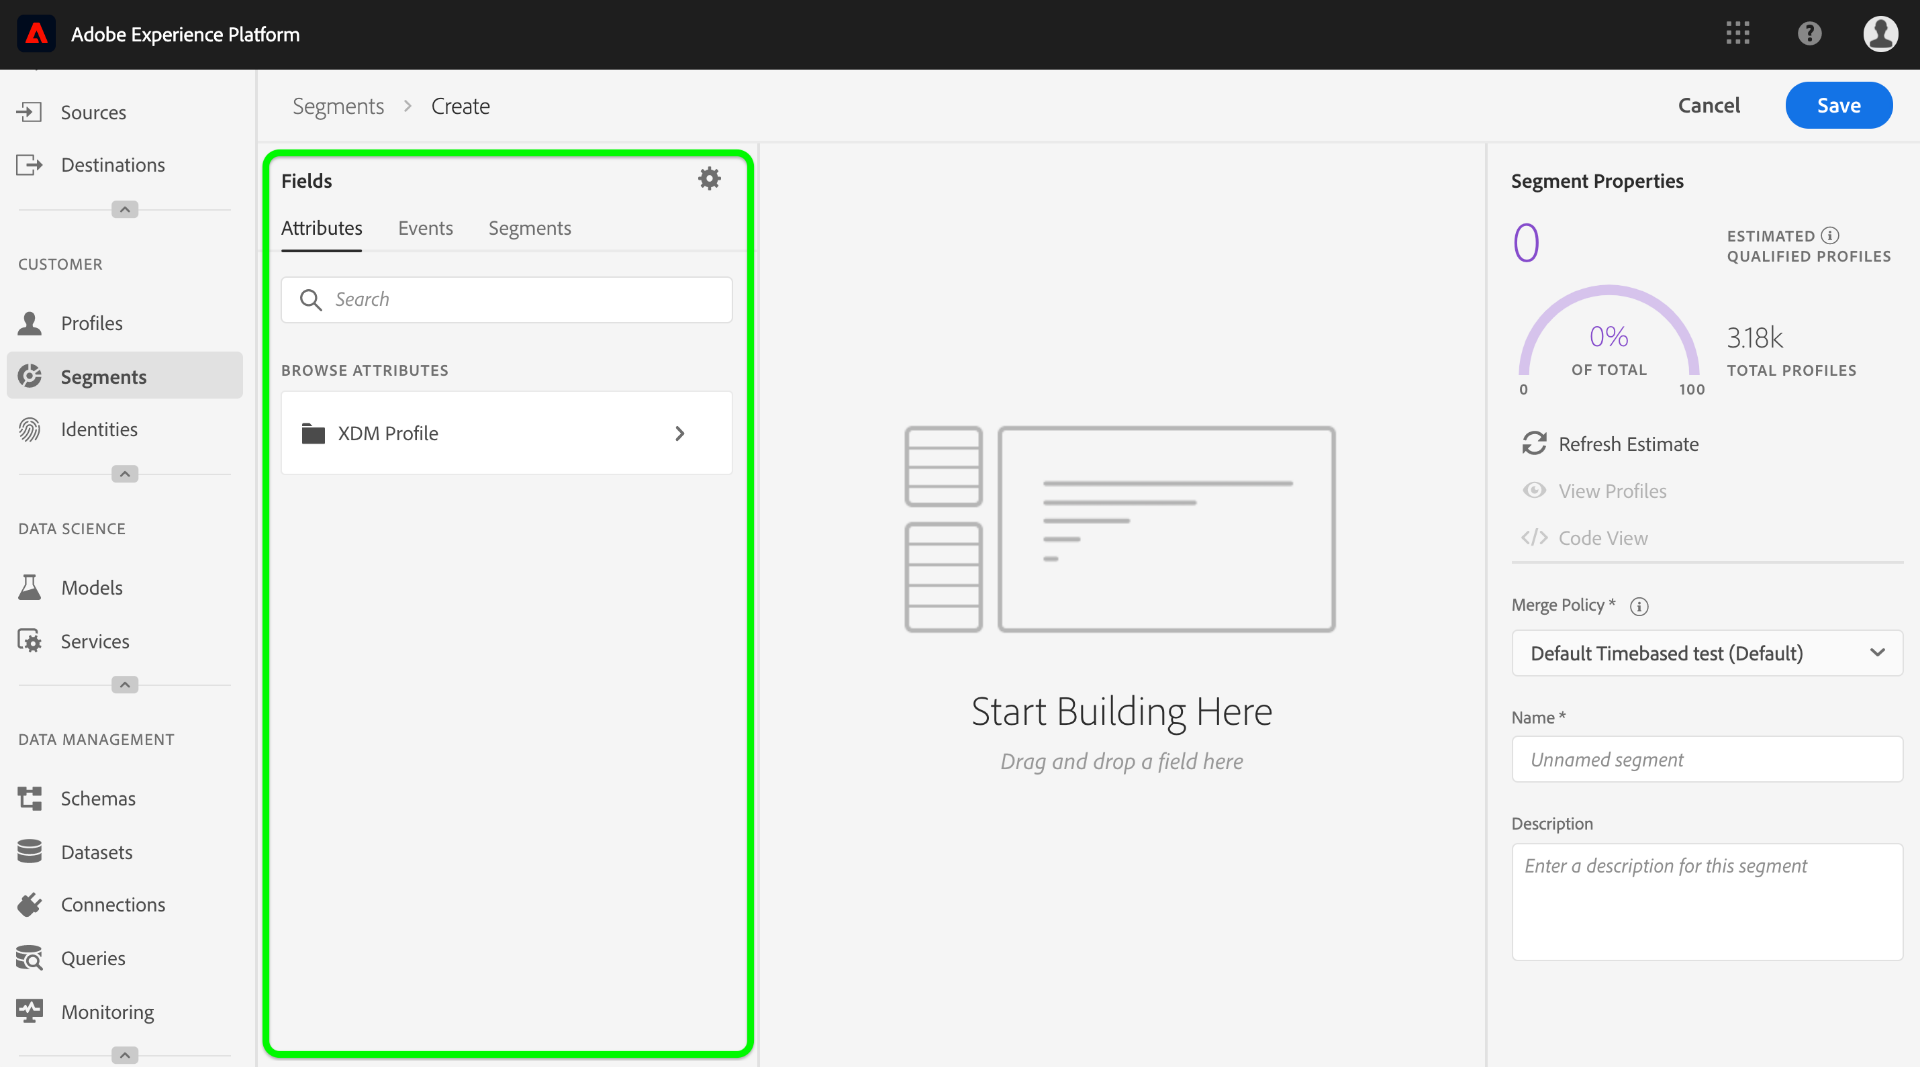 Adobe Experience Platform
Sources
Destinations
CUSTOMER
Profiles
Segments
Identities
DATA SCIENCE
Models
Services
DATA MANAGEMENT
Schemas
Datasets
Connections
Queries
Monitoring
Segments > Create
Cancel
Save
Fields
Attributes Events Segments
Search
BROWSE ATTRIBUTES
XDM Profile
Start Building Here
Drag and drop a field here
Segment Properties
0
ESTIMATED
QUALIFIED PROFILES
0%
OF TOTAL
0 100
3.18k
TOTAL PROFILES
Refresh Estimate
View Profiles
</> Code View
Merge Policy *
Default Timebased test (Default)
Name *
Unnamed segment
Description
Enter a description for this segment